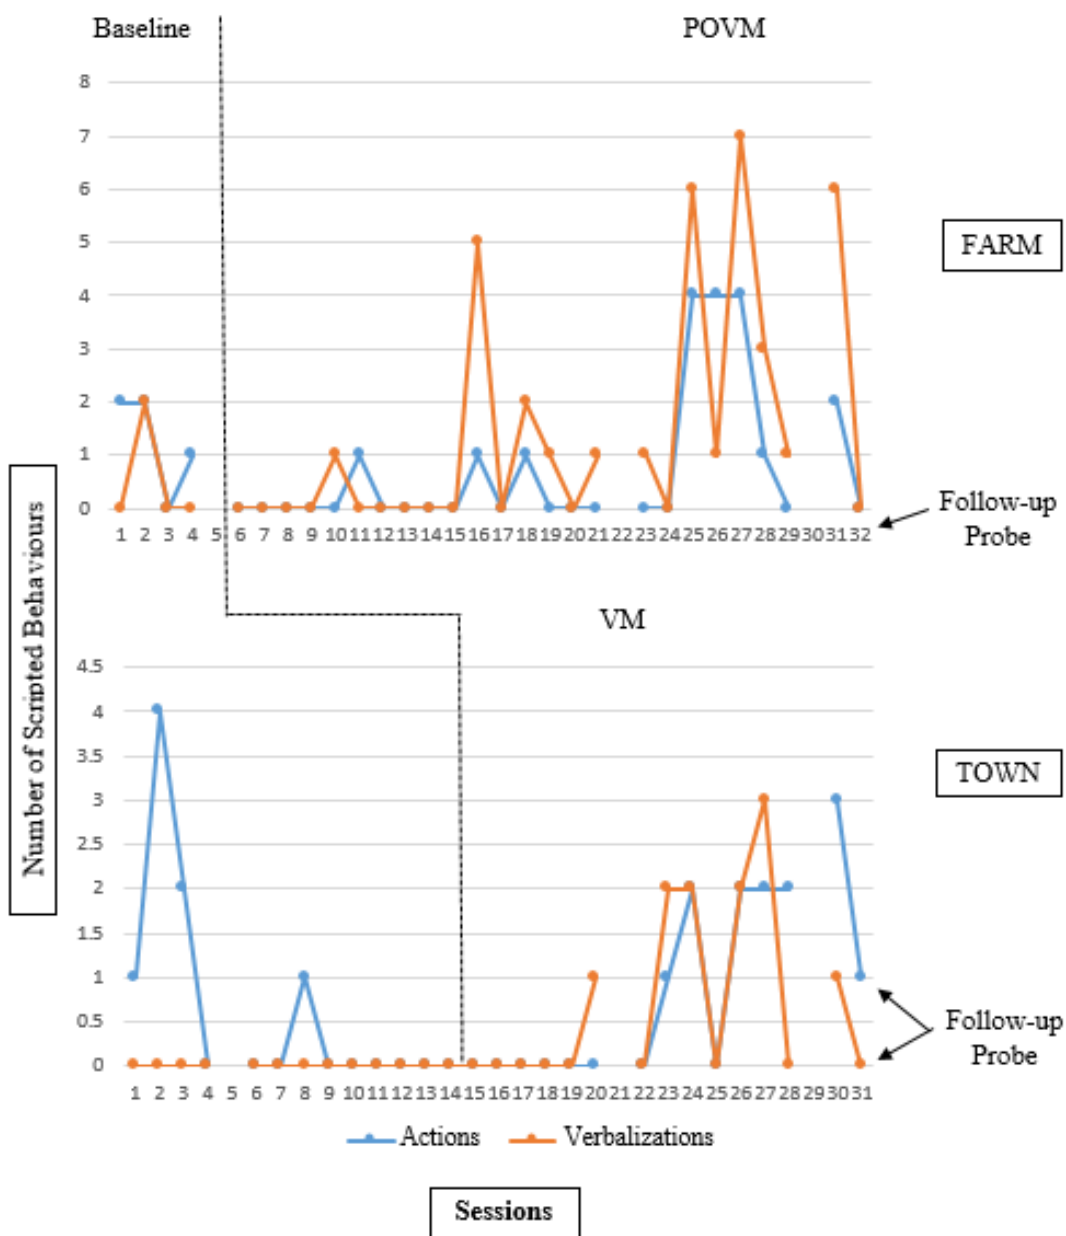 Baseline
POVM
8
7
6
5
4
3
2
1
0
1 2 3 4 5 6 7 8 9 10 11 12 13 14 15 16 17 18 19 20 21 22 23 24 25 26 27 28 29 30 31 32
FARM
Follow-up
Probe
Number of Scripted Behaviours
VM
4.5
4
3.5
3
2.5
2
1.5
1
0.5
0
1 2 3 4 5 6 7 8 9 10 11 12 13 14 15 16 17 18 19 20 21 22 23 24 25 26 27 28 29 30 31
TOWN
Follow-up
Probe
Actions Verbalizations
Sessions